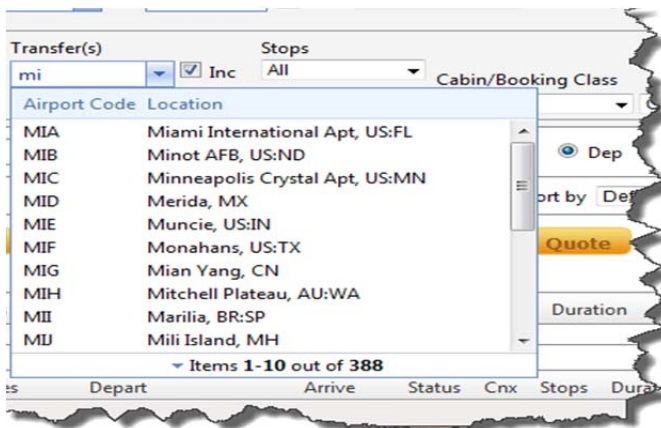 Transfer(s) Stops
mi Inc All Cabin/Booking Class
Airport Code Location
MIA Miami International Apt, US:FL
MIB Minot AFB, US:ND Dep
MIC Minneapolis Crystal Apt, US:MN
MID Merida, MX ort by Def
MIE Muncie, US:IN
MIF Monahans, US:TX Quote
MIG Mian Yang, CN
MIH Mitchell Plateau, AU:WA
MII Marilia, BR:SP Duration
MIJ Mili Island, MH
Items 1-10 out of 388
es Depart Arrive Status Cnx Stops Durat